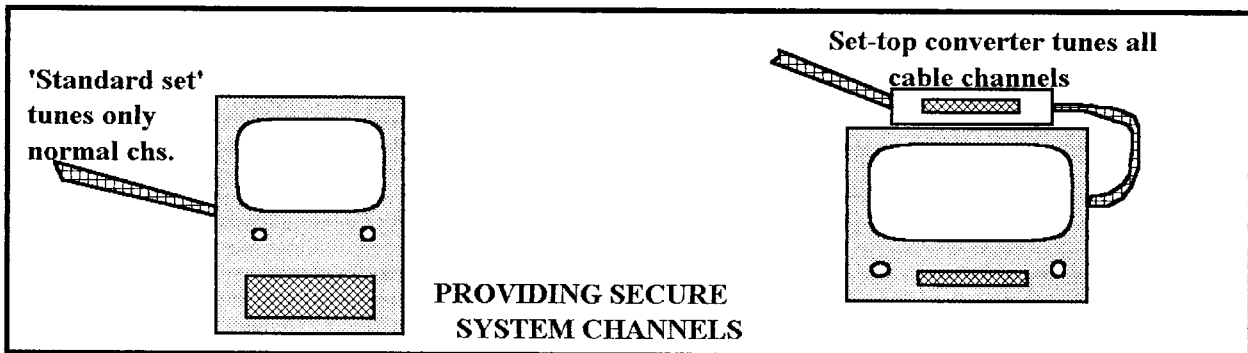 'Standard set'
tunes only
normal chs.
Set-top converter tunes all
cable channels
PROVIDING SECURE
SYSTEM CHANNELS